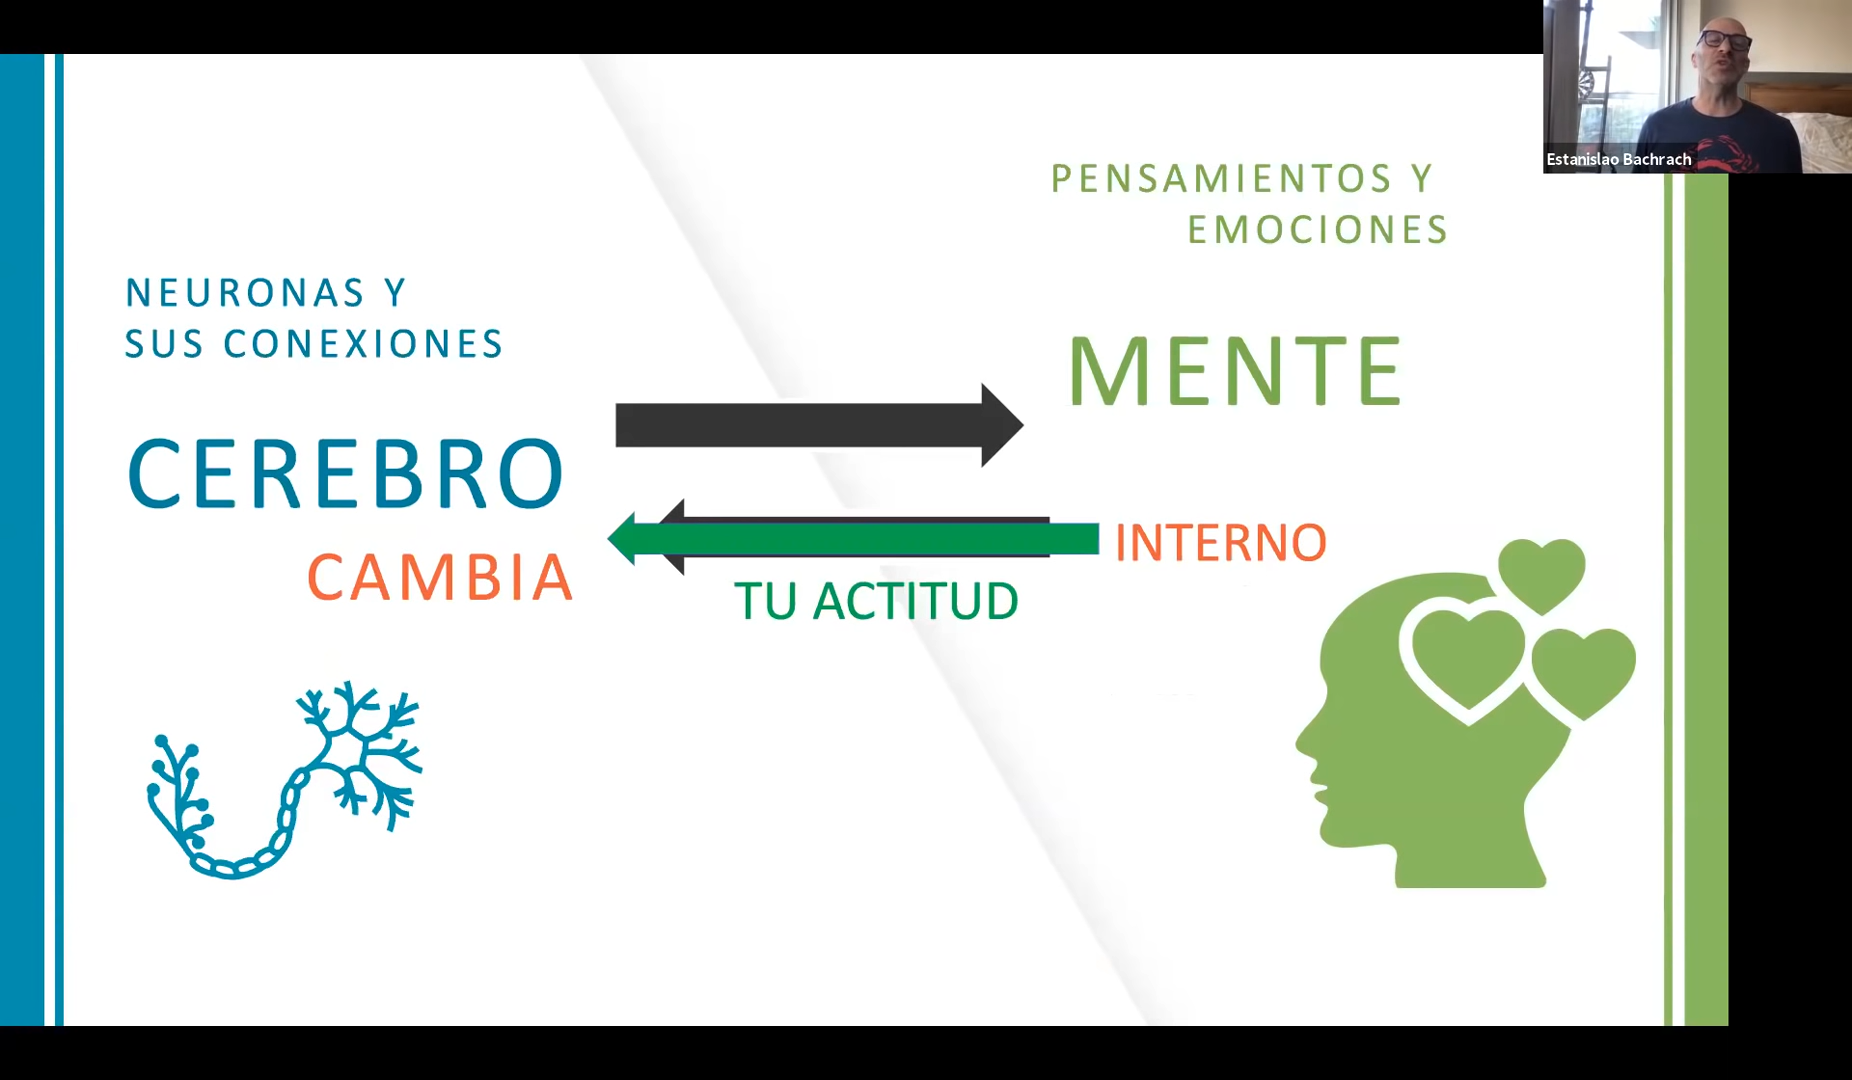 Estanislao Bachrach
PENSAMIENTOS Y
EMOCIONES
NEURONAS Y
SUS CONEXIONES
MENTE
CEREBRO
INTERNO
CAMBIA
TU ACTITUD